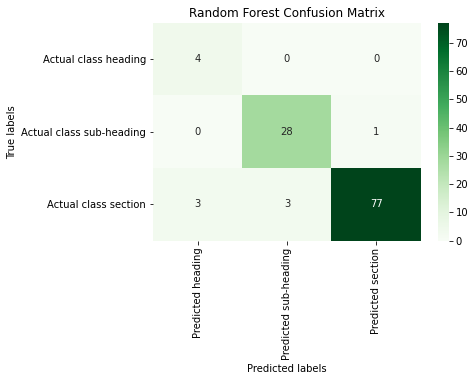 Random Forest Confusion Matrix
True labels
Actual class heading
4 0 0
Actual class sub-heading
0 28 1
Actual class section
3 3 77
Predicted heading
Predicted sub-heading
Predicted section
Predicted labels
70
60
50
40
30
20
10
0